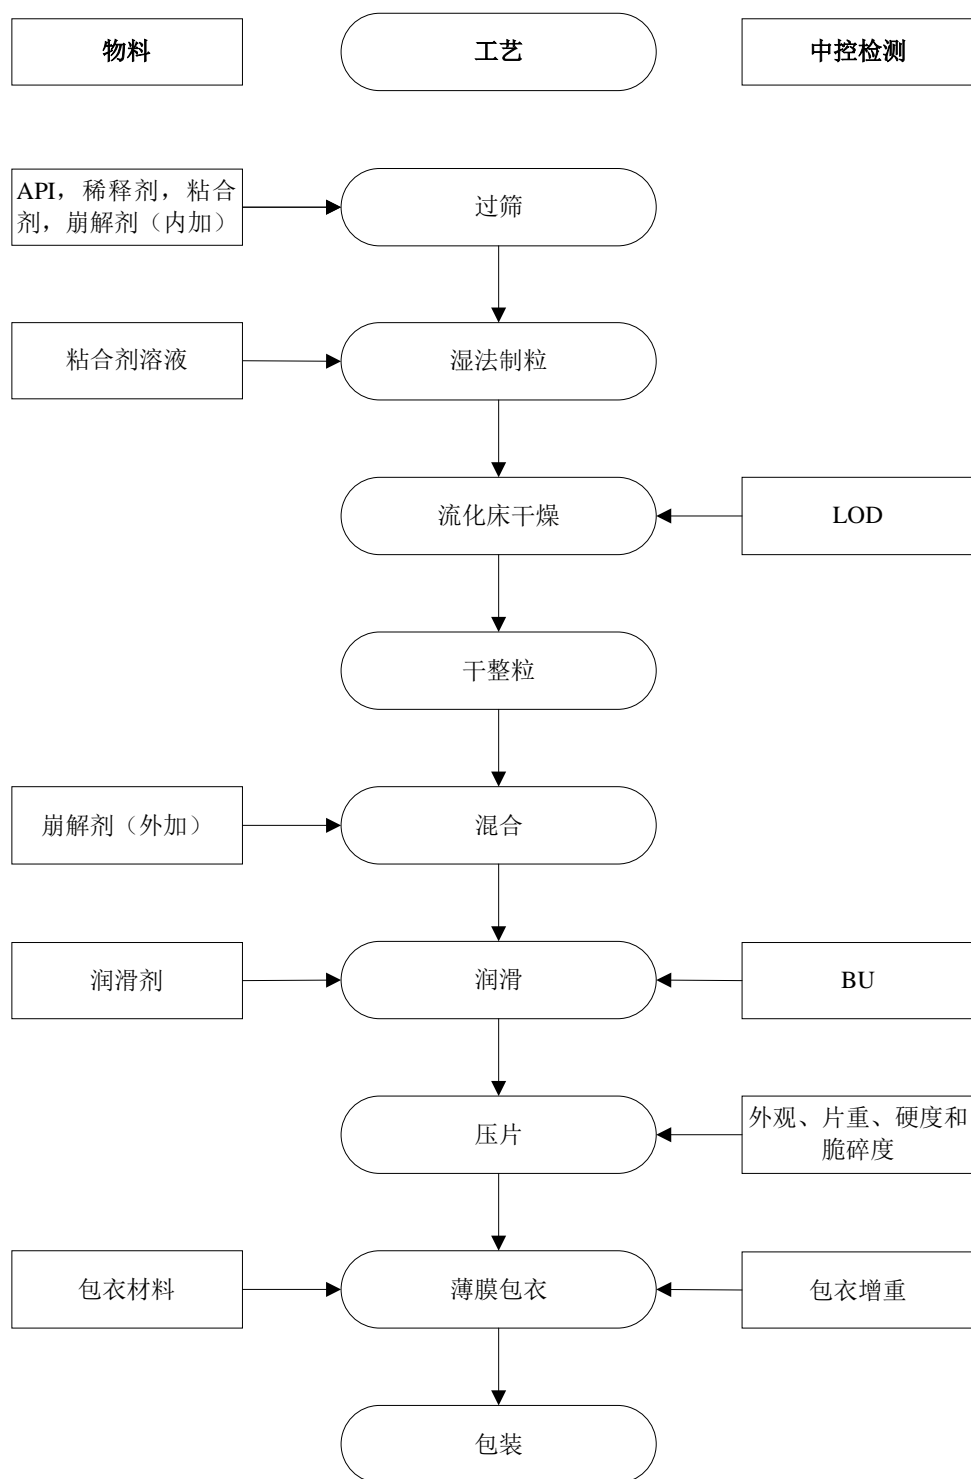 物料
工艺
中控检测
API，稀释剂，粘合
剂，崩解剂（内加）
过筛
粘合剂溶液
湿法制粒
流化床干燥
LOD
干整粒
崩解剂（外加）
混合
润滑剂
润滑
BU
压片
外观、片重、硬度和
脆碎度
包衣材料
薄膜包衣
包衣增重
包装